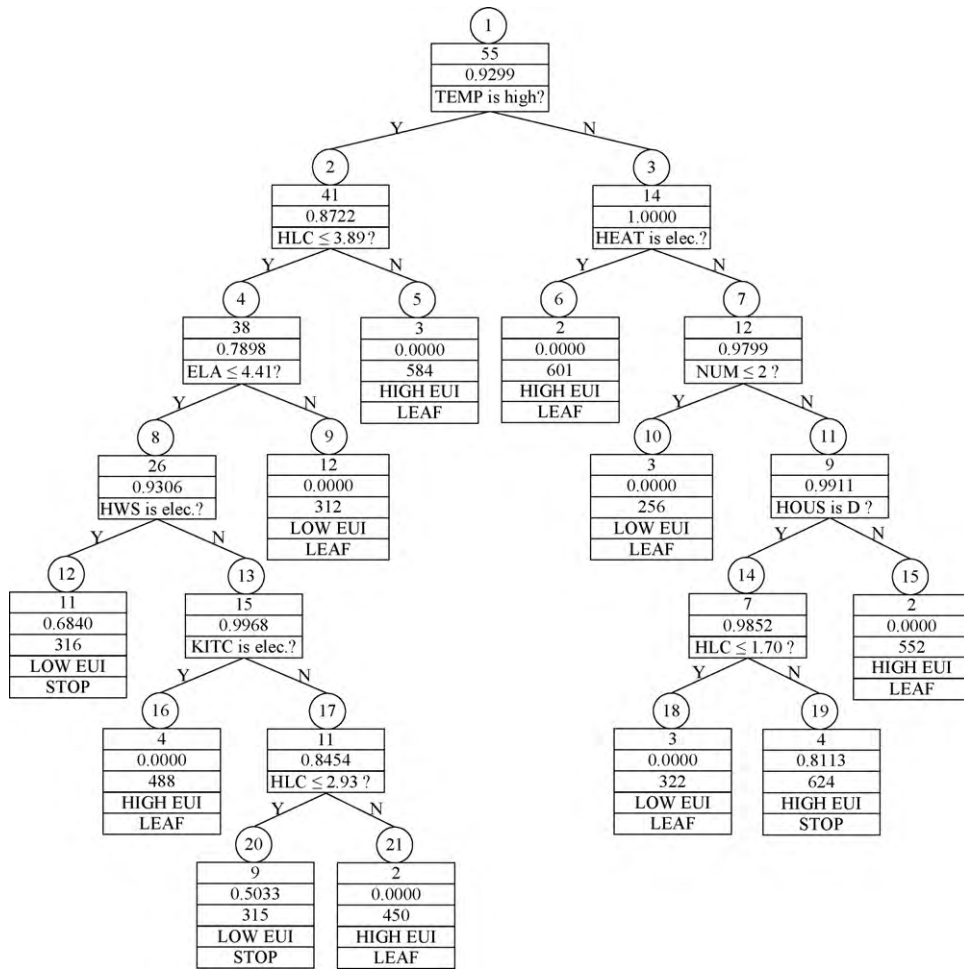 1
55
0.9299
TEMP is high?
Y N
2 3
41 14
0.8722 1.0000
HLC ≤ 3.89 ? HEAT is elec.?
Y N Y N
4 5 6 7
38 3 2 12
0.7898 0.0000 0.0000 0.9799
ELA ≤ 4.41? 584 601 NUM ≤ 2 ?
HIGH EUI HIGH EUI
LEAF LEAF
Y N Y N
8 9 10 11
26 12 3 9
0.9306 0.0000 0.0000 0.9911
HWS is elec.? 312 256 HOUS is D ?
LOW EUI LOW EUI
LEAF LEAF
Y N Y N
12 13 14 15
11 15 7 2
0.6840 0.9968 0.9852 0.0000
316 KITC is elec.? HLC ≤ 1.70 ? 552
LOW EUI HIGH EUI
STOP LEAF
Y N Y N
16 17 18 19
4 11 3 4
0.0000 0.8454 0.0000 0.8113
488 HLC ≤ 2.93 ? 322 624
HIGH EUI LOW EUI HIGH EUI
LEAF LEAF STOP
Y N
20 21
9 2
0.5033 0.0000
315 450
LOW EUI HIGH EUI
STOP LEAF